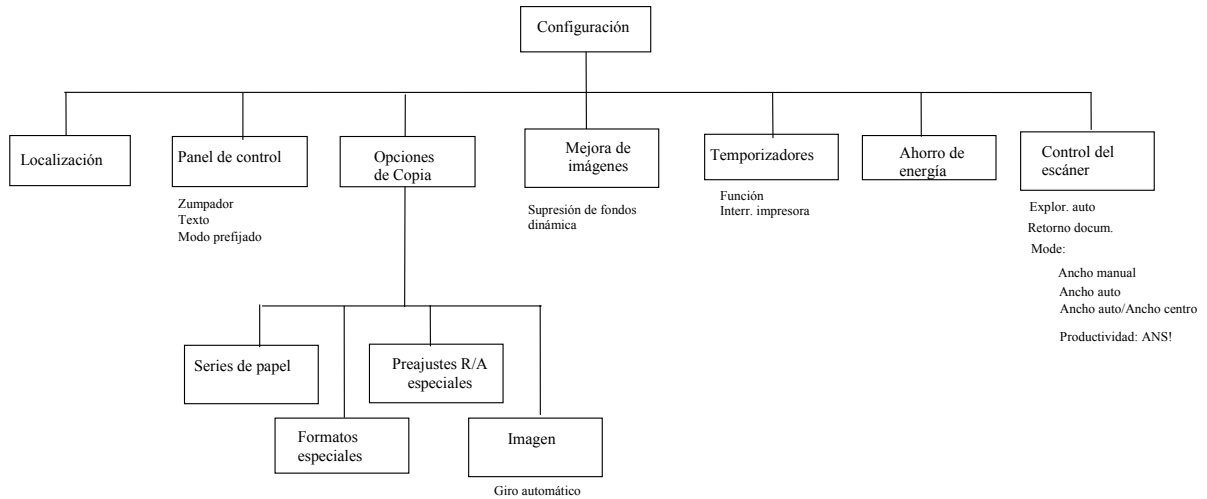 Configuración
Localización
Panel de control
Zumpador
Texto
Modo prefijado
Opciones
de Copia
Mejora de
imágenes
Supresión de fondos
dinámica
Temporizadores
Función
Interr. impresora
Ahorro de
energía
Control del
escáner
Explor. auto
Retorno docum.
Mode:
Ancho manual
Ancho auto
Ancho auto/Ancho centro
Productividad: ANS!
Series de papel
Formatos
especiales
Preajustes R/A
especiales
Imagen
Giro automático